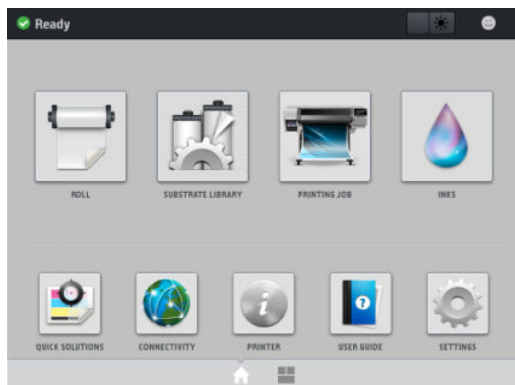 Ready
ROLL
SUBSTRATE LIBRARY
PRINTING JOB
INKS
QUICK SOLUTIONS
CONNECTIVITY
PRINTER
USER GUIDE
SETTINGS